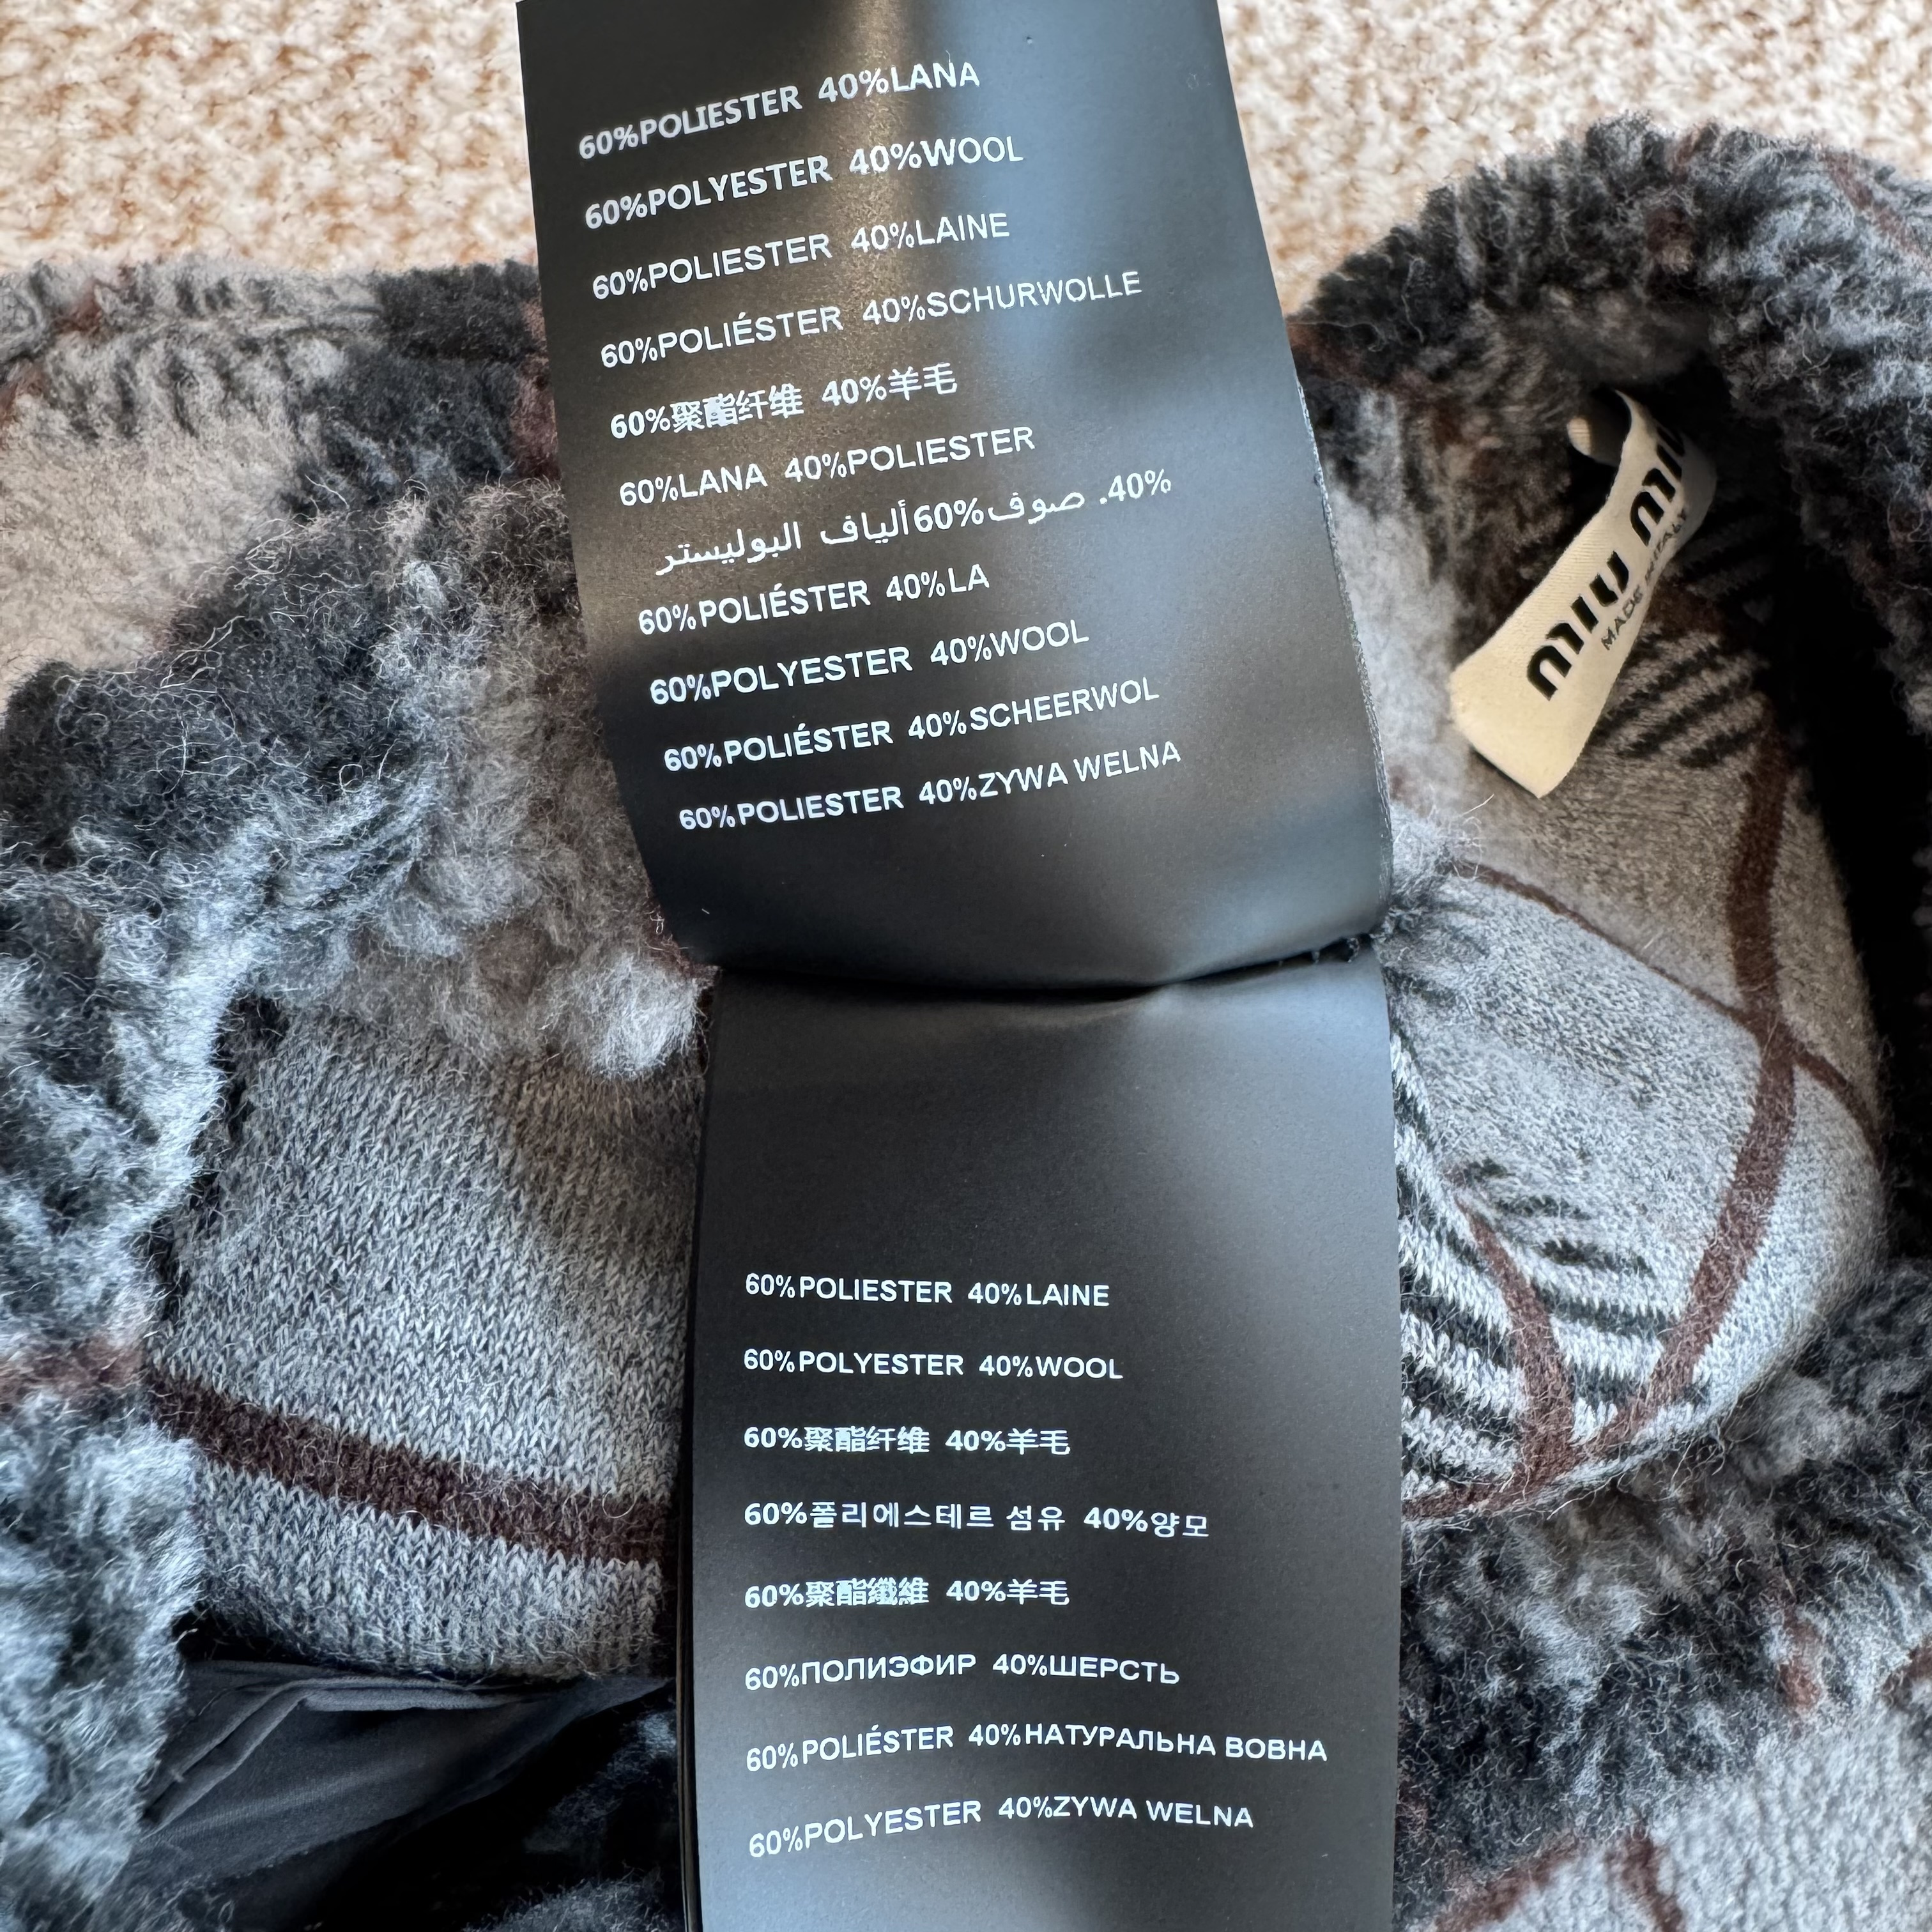 60%POLIESTER 40%LANA
60%POLYESTER 40%WOOL
60%POLIESTER 40%LAINE
60%POLIÉSTER 40%SCHURWOLLE
60%聚酯纤维 40%羊毛
60%LANA 40%POLIESTER
40%. صوف60%ألياف البوليستر
60%POLIÉSTER 40%LA
60%POLYESTER 40%WOOL
60%POLIÉSTER 40%SCHEERWOL
60%POLIESTER 40%ZYWA WELNA
60%POLIESTER 40%LAINE
60%POLYESTER 40%WOOL
60%聚酯纤维 40%羊毛
60%폴리에스테르 섬유 40%양모
60%聚酯纖維 40%羊毛
60%ПОЛИЭФИР 40%ШЕРСТЬ
60%POLIÉSTER 40%НАТУРАЛЬНА ВОВНА
60%POLYESTER 40%ZYWA WELNA
MIU MIU
MADE IN ITALY